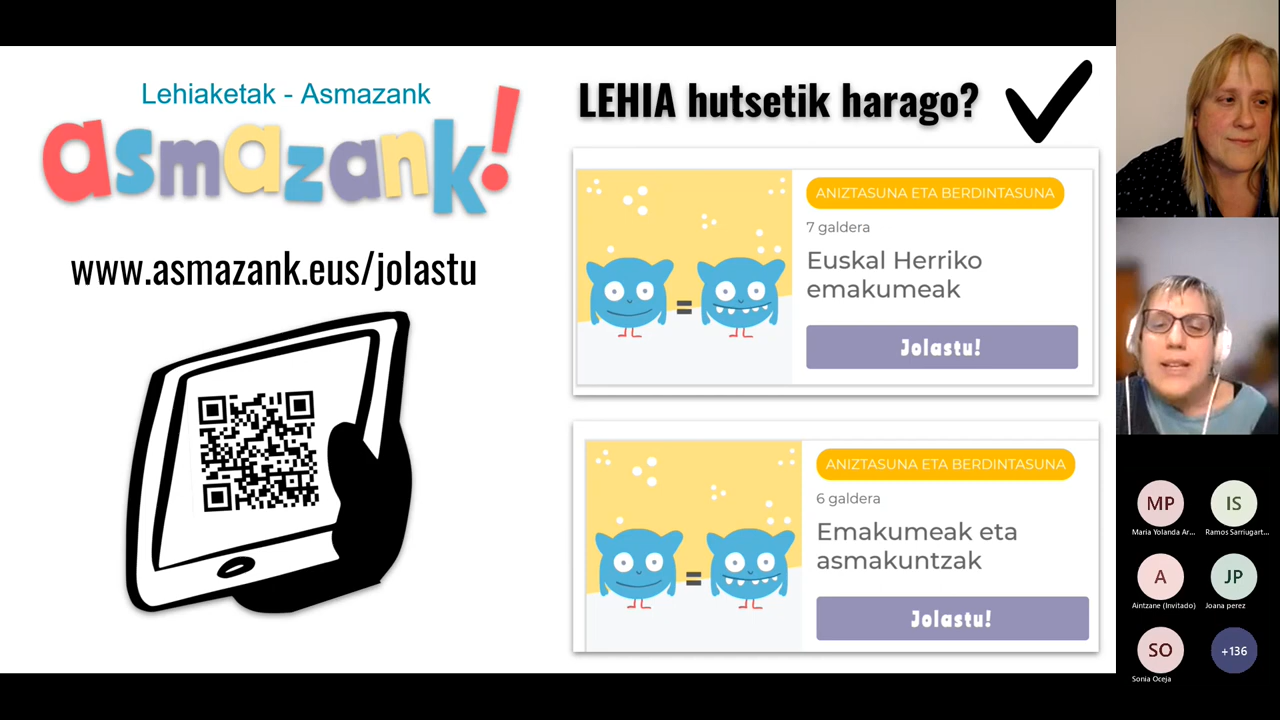 Lehiaketak - Asmazank
asmazank!
www.asmazank.eus/jolastu
LEHIA hutsetik harago?
ANIZTASUNA ETA BERDINTASUNA
7 galdera
Euskal Herriko
emakumeak
=
Jolastu!
ANIZTASUNA ETA BERDINTASUNA
6 galdera
Emakumeak eta
asmakuntzak
=
Jolastu!
MP
Maria Yolanda Ar...
IS
Ramos Sarriugart...
A
Aintzane (Invitado)
JP
Joana perez
SO
Sonia Oceja
+136